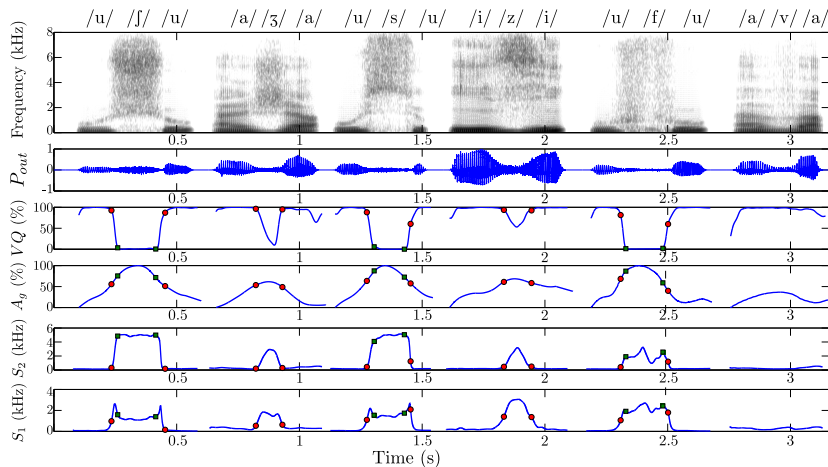 /u/ /ʃ/ /u/ /a/ /ʒ/ /a/ /u/ /s/ /u/ /i/ /z/ /i/ /u/ /f/ /u/ /a/ /v/ /a/
Frequency (kHz)
8
6
4
2
0
0.5 1 1.5 2 2.5 3
P_out
1
0
-1
0.5 1 1.5 2 2.5 3
VQ (%)
100
50
0
0.5 1 1.5 2 2.5 3
A_g (%)
100
50
0
0.5 1 1.5 2 2.5 3
S_2 (kHz)
6
4
2
0
0.5 1 1.5 2 2.5 3
S_1 (kHz)
4
2
0
0.5 1 1.5 2 2.5 3
Time (s)